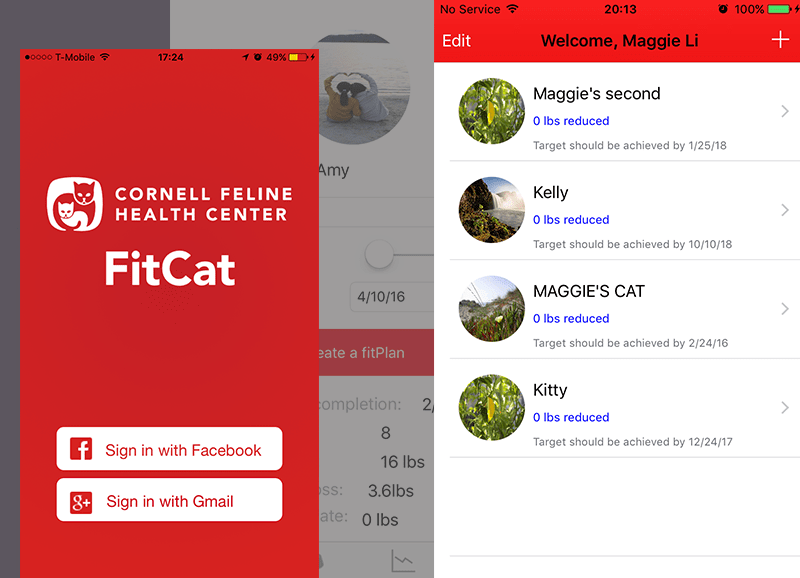 T-Mobile 17:24 49%
CORNELL FELINE
HEALTH CENTER
FitCat
Sign in with Facebook
g+ Sign in with Gmail
Amy
4/10/16
eate a fitPlan
ompletion: 2/
8
16 lbs
oss: 3.6lbs
ate: 0 lbs
No Service 20:13 100%
Edit Welcome, Maggie Li +
Maggie's second
0 lbs reduced
Target should be achieved by 1/25/18
Kelly
0 lbs reduced
Target should be achieved by 10/10/18
MAGGIE'S CAT
0 lbs reduced
Target should be achieved by 2/24/16
Kitty
0 lbs reduced
Target should be achieved by 12/24/17